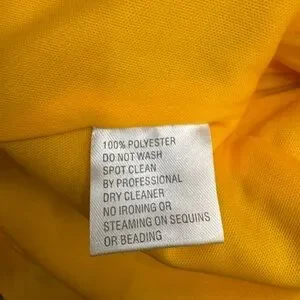 100% POLYESTER
DO NOT WASH
SPOT CLEAN
BY PROFESSIONAL
DRY CLEANER
NO IRONING OR
STEAMING ON SEQUINS
OR BEADING